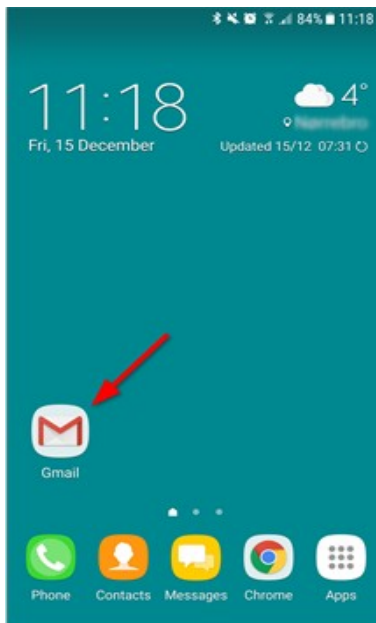 84% 11:18
11:18
4°
Fri, 15 December
Updated 15/12 07:31
Gmail
Phone Contacts Messages Chrome Apps